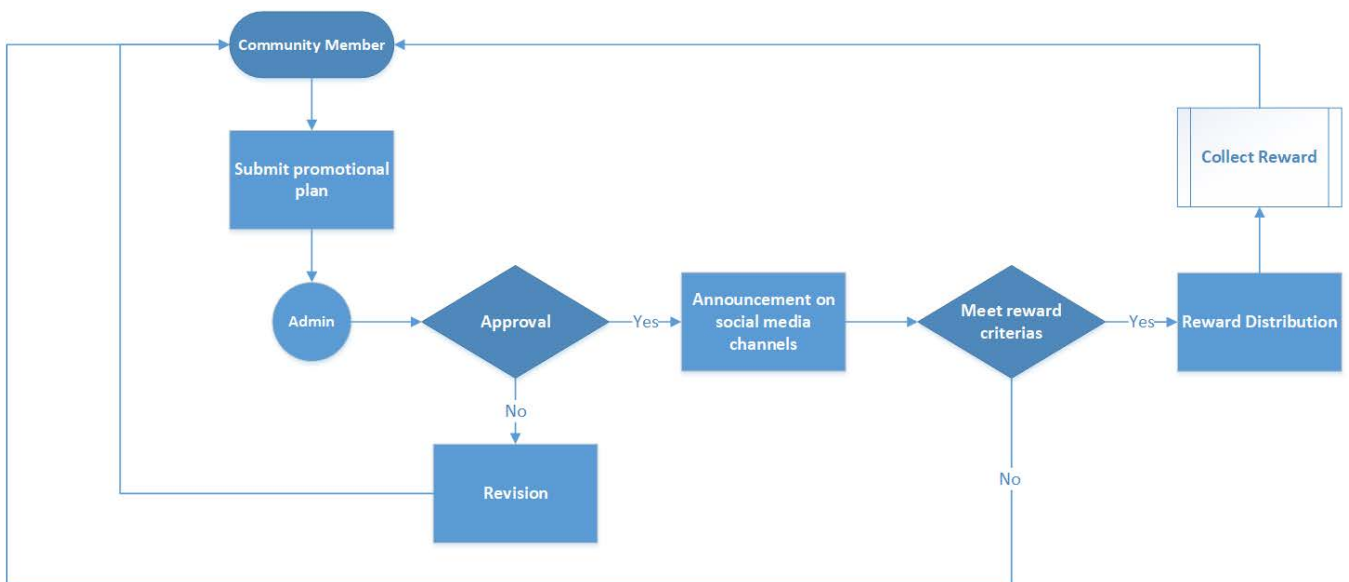 Community Member
Submit promotional
plan
Admin
Approval
Yes
Announcement on
social media
channels
Meet reward
criterias
Yes
Reward Distribution
Collect Reward
No
Revision
No